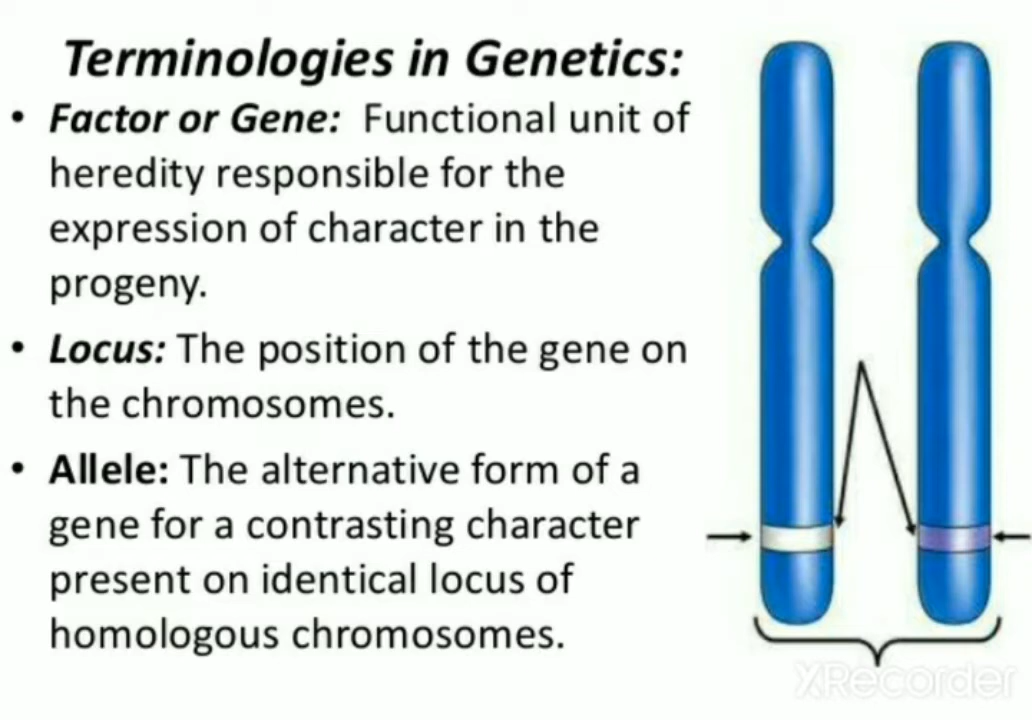 Terminologies in Genetics:
• Factor or Gene: Functional unit of
heredity responsible for the
expression of character in the
progeny.
• Locus: The position of the gene on
the chromosomes.
• Allele: The alternative form of a
gene for a contrasting character
present on identical locus of
homologous chromosomes.
XRecorder